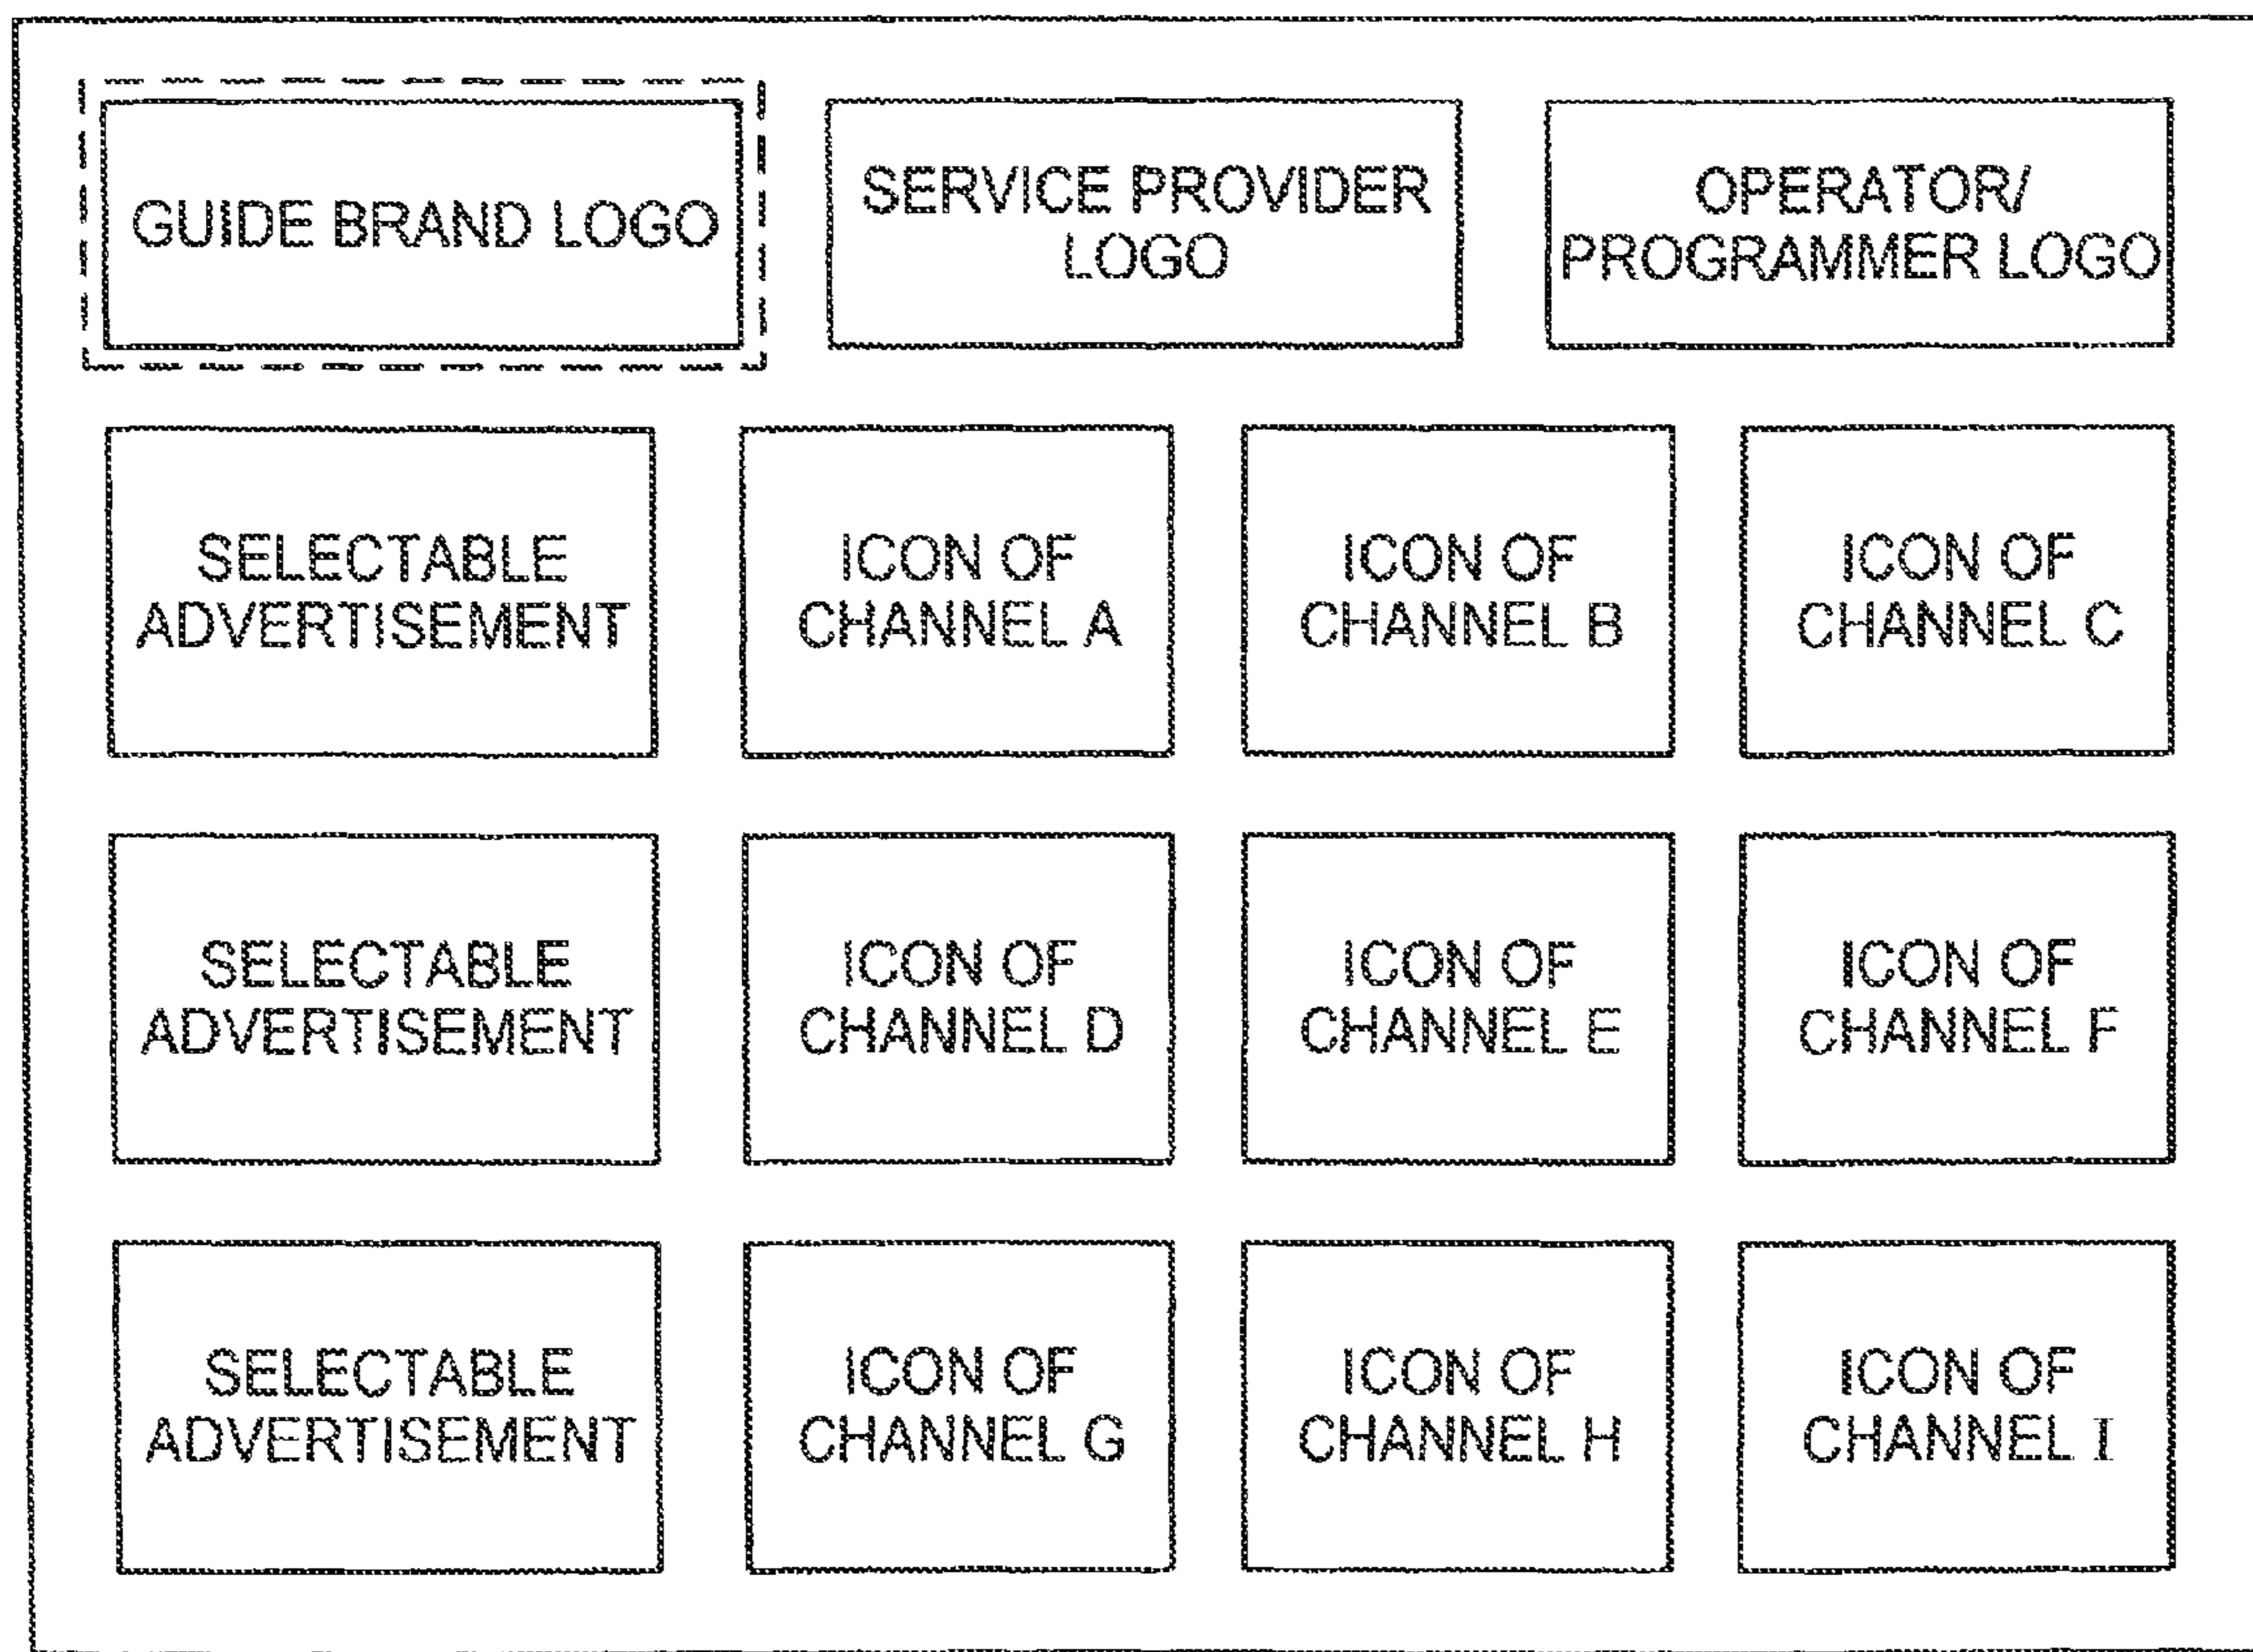 GUIDE BRAND LOGO
SERVICE PROVIDER
LOGO
OPERATOR/
PROGRAMMER LOGO
SELECTABLE
ADVERTISEMENT
ICON OF
CHANNEL A
ICON OF
CHANNEL B
ICON OF
CHANNEL C
SELECTABLE
ADVERTISEMENT
ICON OF
CHANNEL D
ICON OF
CHANNEL E
ICON OF
CHANNEL F
SELECTABLE
ADVERTISEMENT
ICON OF
CHANNEL G
ICON OF
CHANNEL H
ICON OF
CHANNEL I